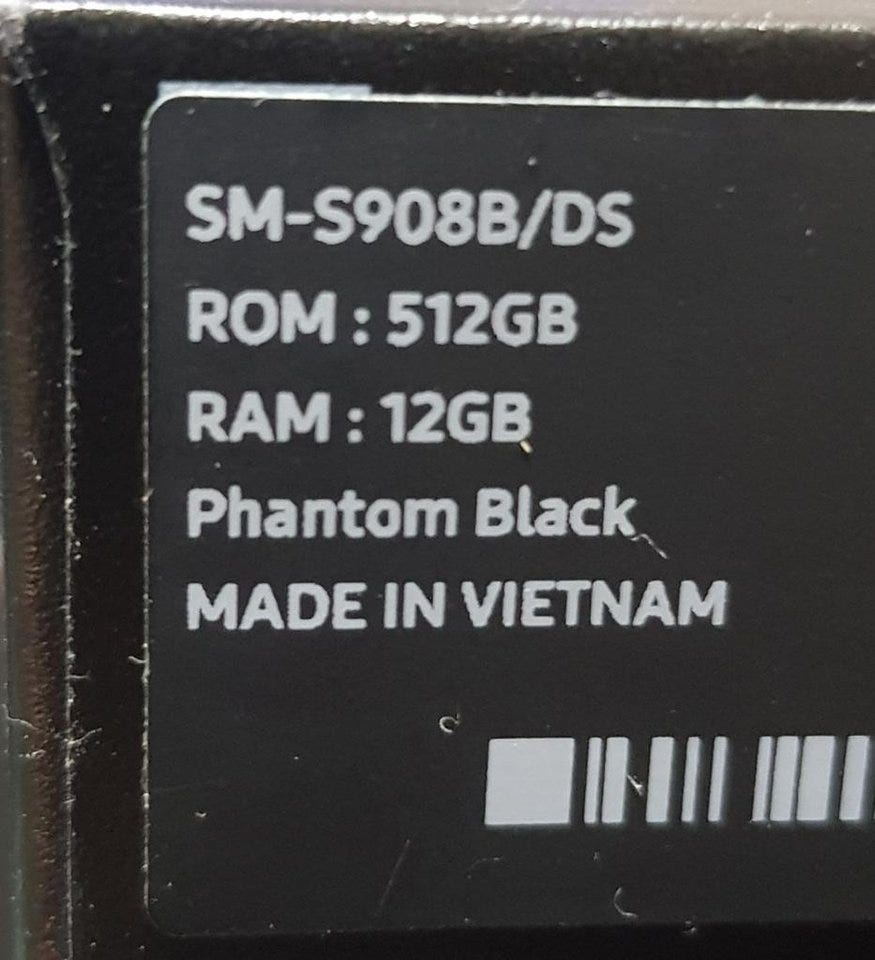 SM-S908B/DS
ROM : 512GB
RAM : 12GB
Phantom Black
MADE IN VIETNAM